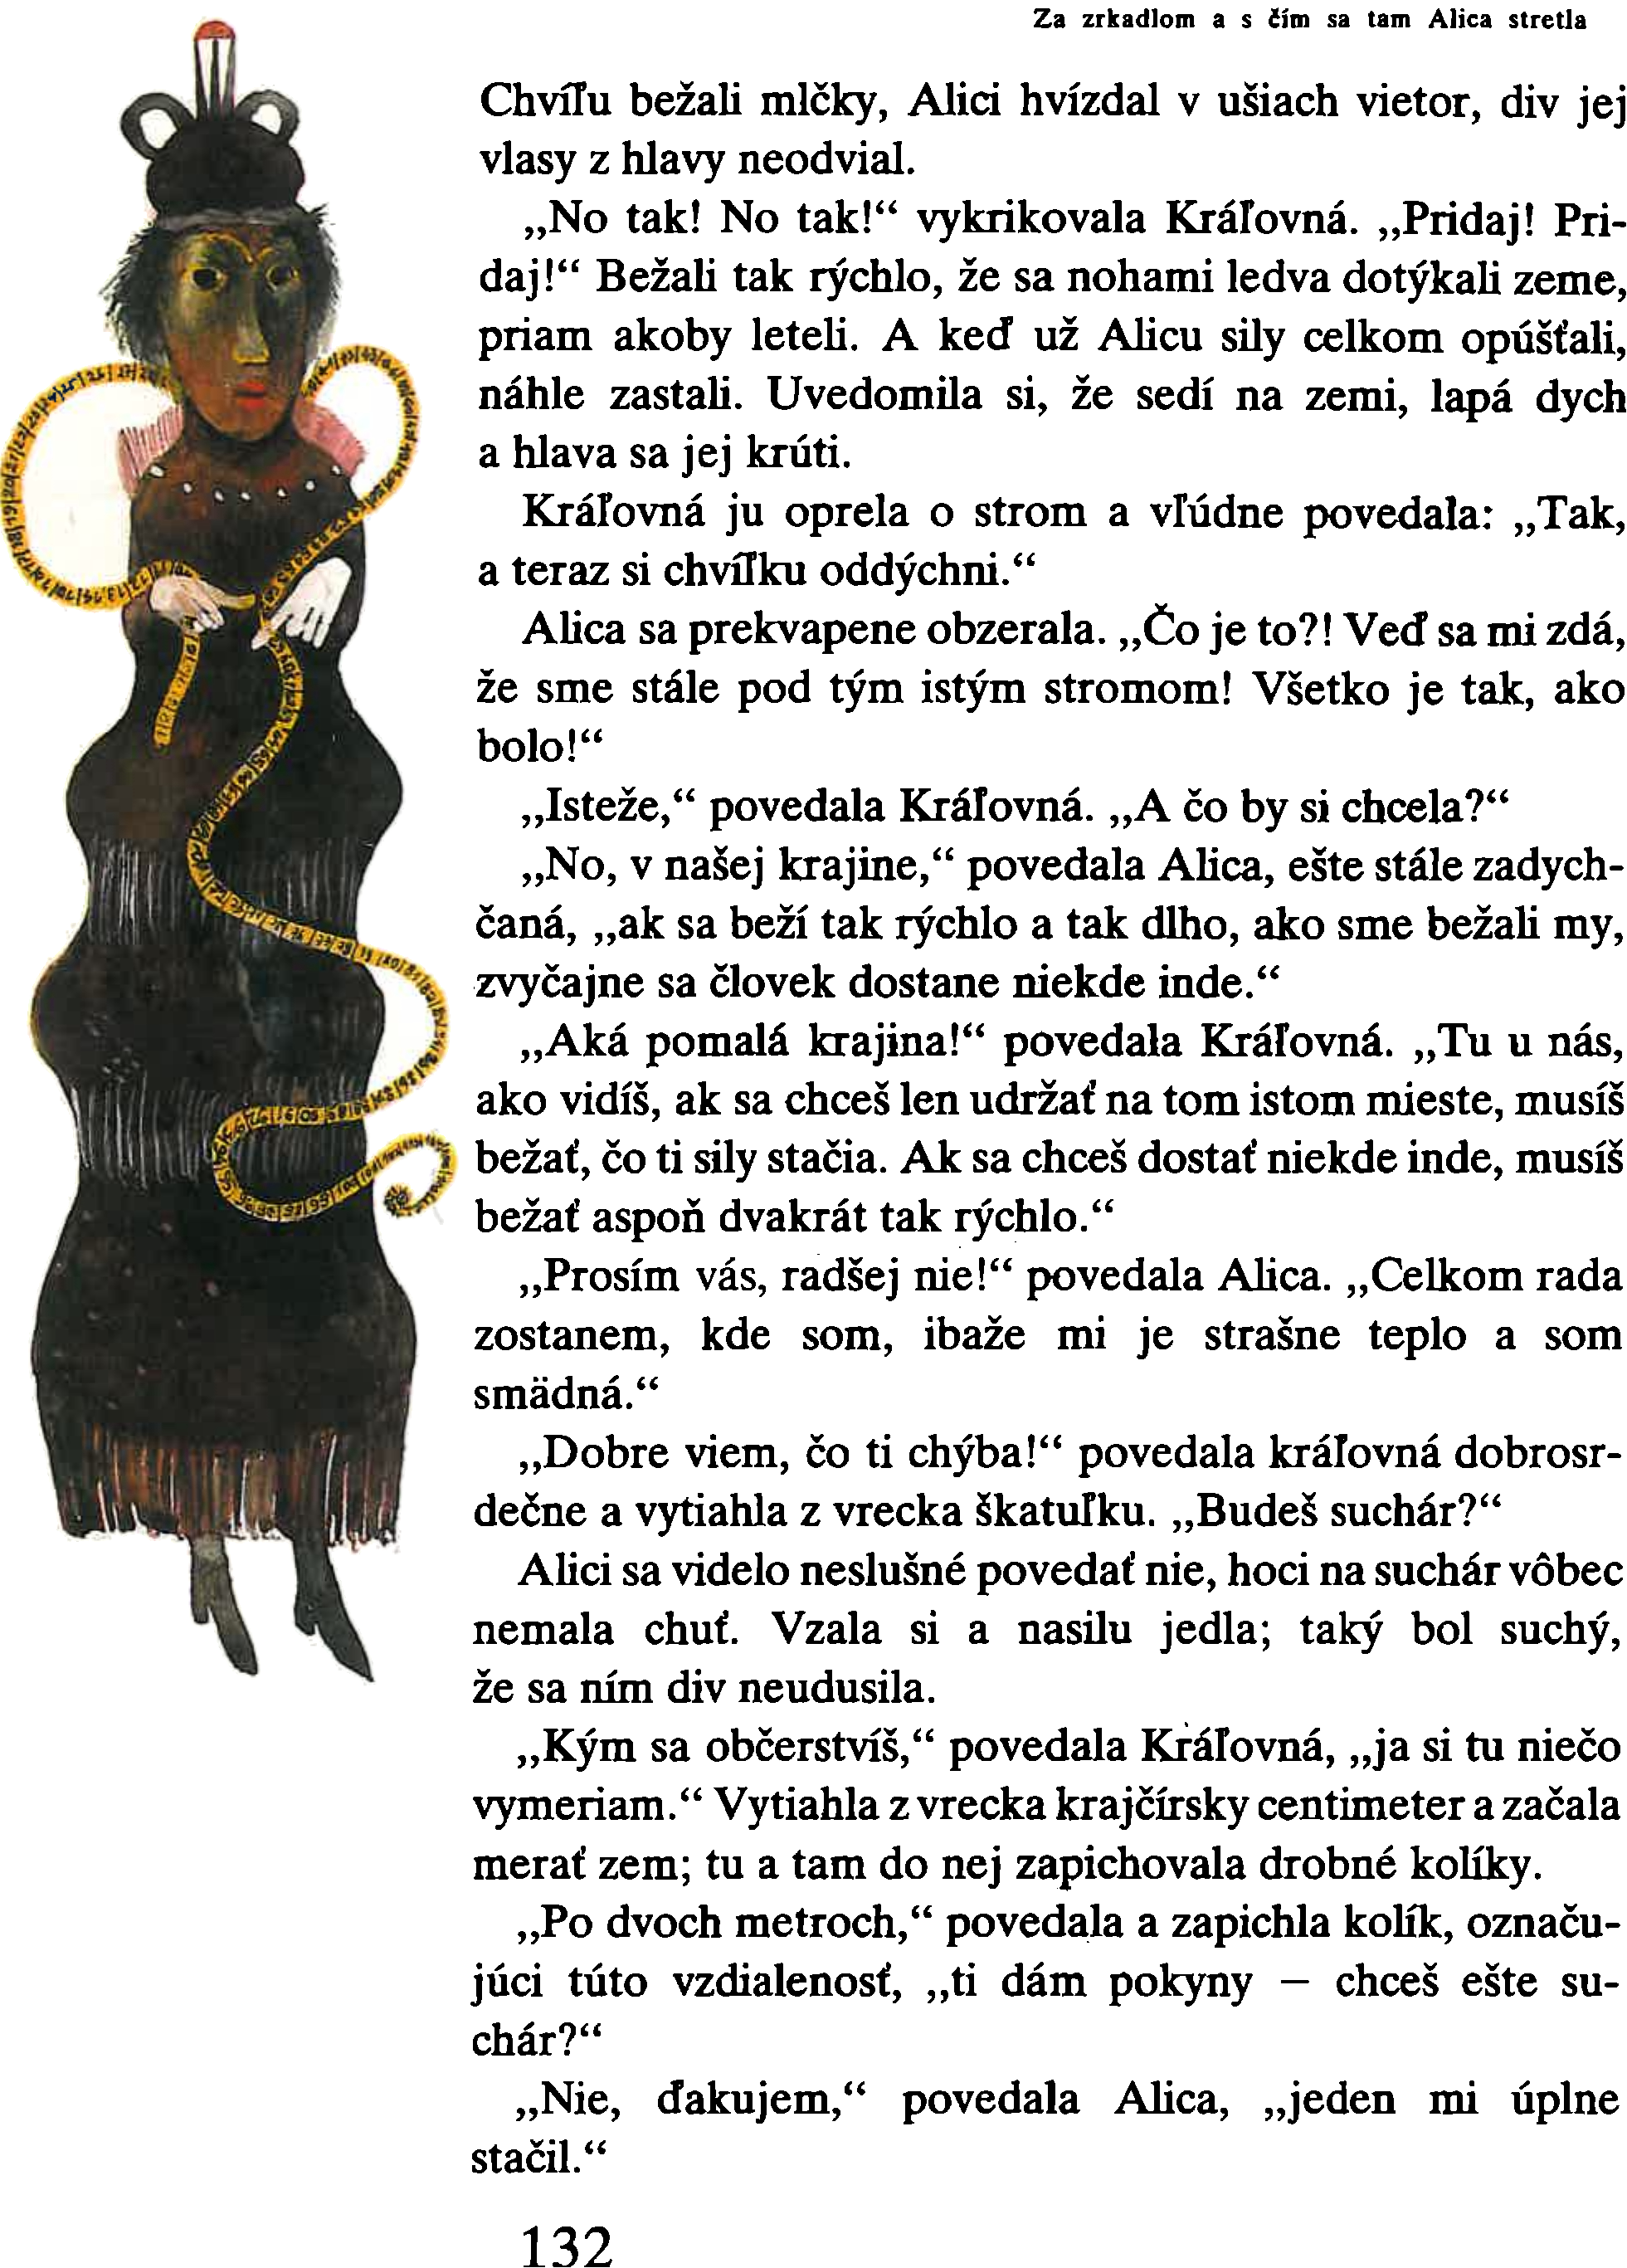 Za zrkadlom a s čím sa tam Alica stretla
Chvíľu bežali mlčky, Alici hvízdal v ušiach vietor, div jej
vlasy z hlavy neodvial.
„No tak! No tak!“ vykrikovala Kráľovná. „Pridaj! Pri-
daj!“ Bežali tak rýchlo, že sa nohami ledva dotýkali zeme,
priam akoby leteli. A keď už Alicu sily celkom opúšťali,
náhle zastali. Uvedomila si, že sedí na zemi, lapá dych
a hlava sa jej krúti.
Kráľovná ju oprela o strom a vľúdne povedala: „Tak,
a teraz si chvíľku oddýchni.“
Alica sa prekvapene obzerala. „Čo je to?! Veď sa mi zdá,
že sme stále pod tým istým stromom! Všetko je tak, ako
bolo!“
„Isteže,“ povedala Kráľovná. „A čo by si chcela?“
„No, v našej krajine,“ povedala Alica, ešte stále zadych-
čaná, „ak sa beží tak rýchlo a tak dlho, ako sme bežali my,
zvyčajne sa človek dostane niekde inde.“
„Aká pomalá krajina!“ povedala Kráľovná. „Tu u nás,
ako vidíš, ak sa chceš len udržať na tom istom mieste, musíš
bežať, čo ti sily stačia. Ak sa chceš dostať niekde inde, musíš
bežať aspoň dvakrát tak rýchlo.“
„Prosím vás, radšej nie!“ povedala Alica. „Celkom rada
zostanem, kde som, ibaže mi je strašne teplo a som
smädná.“
„Dobre viem, čo ti chýba!“ povedala kráľovná dobrosr-
dečne a vytiahla z vrecka škatuľku. „Budeš suchár?“
Alici sa videlo neslušné povedať nie, hoci na suchár vôbec
nemala chuť. Vzala si a nasilu jedla; taký bol suchý,
že sa ním div neudusila.
„Kým sa občerstvíš,“ povedala Kráľovná, „ja si tu niečo
vymeriam.“ Vytiahla z vrecka krajčírsky centimeter a začala
merať zem; tu a tam do nej zapichovala drobné kolíky.
„Po dvoch metroch,“ povedala a zapichla kolík, označu-
júci túto vzdialenosť, „ti dám pokyny – chceš ešte su-
chár?“
„Nie, ďakujem,“ povedala Alica, „jeden mi úplne
stačil.“
132